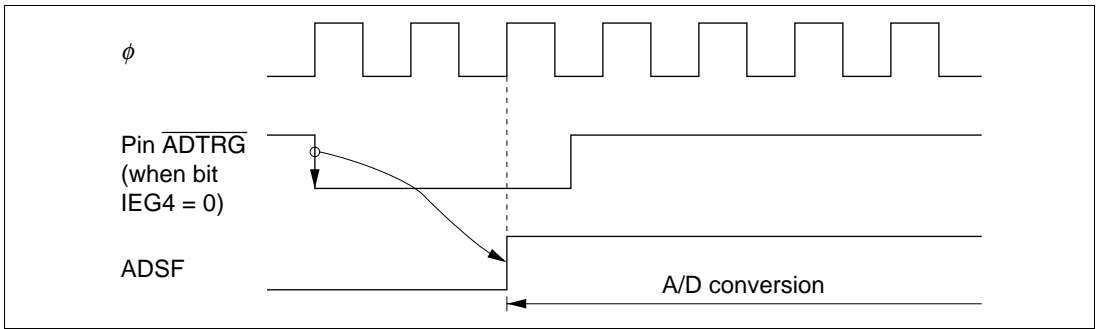 ϕ
Pin ADTRG
(when bit
IEG4 = 0)
ADSF
A/D conversion